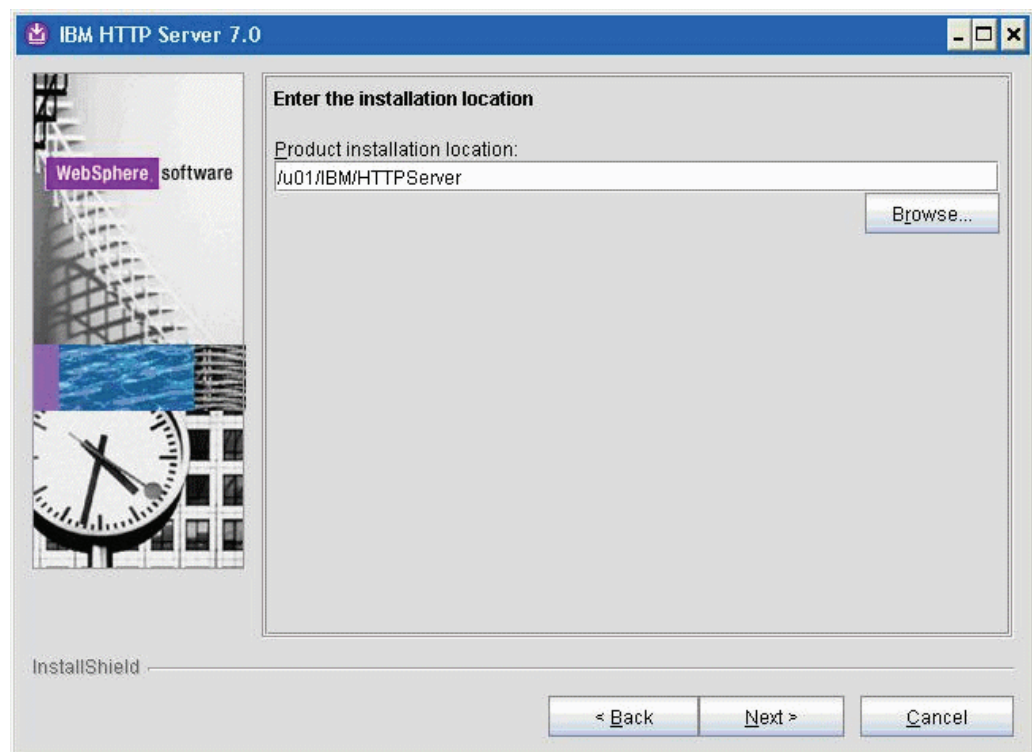 IBM HTTP Server 7.0
WebSphere software
Enter the installation location
Product installation location:
/u01/IBM/HTTPServer
Browse...
InstallShield
< Back
Next >
Cancel